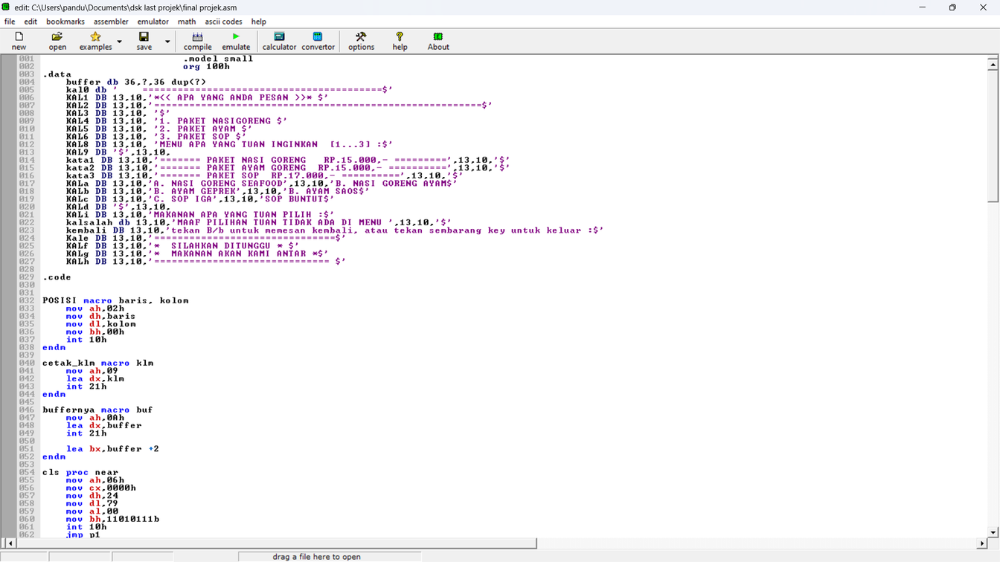 edit: C:\Users\pandu\Documents\dsk last projek\final projek.asm
file edit bookmarks assembler emulator math ascii codes help
new open examples save compile emulate calculator convertor options help About
001 .model small
002 org 100h
003 .data
004 buffer db 36,?,36 dup(?)
005 kal0 db '    =========================================$'
006 KAL1 DB 13,10,'*<< APA YANG ANDA PESAN >>* $'
007 KAL2 DB 13,10,'========================================================$'
008 KAL3 DB 13,10, '$'
009 KAL4 DB 13,10, '1. PAKET NASIGORENG $'
010 KAL5 DB 13,10, '2. PAKET AYAM $'
011 KAL6 DB 13,10, '3. PAKET SOP $'
012 KAL8 DB 13,10, 'MENU APA YANG TUAN INGINKAN  [1...3] :$'
013 KAL9 DB '$',13,10,
014 kata1 DB 13,10,'======= PAKET NASI GORENG   RP.15.000,- =========',13,10,'$'
015 kata2 DB 13,10,'======= PAKET AYAM GORENG  RP.15.000,- ==========',13,10,'$'
016 kata3 DB 13,10,'======= PAKET SOP  RP.17.000,- ==========',13,10,'$'
017 KALa DB 13,10,'A. NASI GORENG SEAFOOD',13,10,'B. NASI GORENG AYAM$'
018 KALb DB 13,10,'B. AYAM GEPREK',13,10,'B. AYAM SAOS$'
019 KALc DB 13,10,'C. SOP IGA',13,10,'SOP BUNTUT$'
020 KALd DB '$',13,10,
021 KALi DB 13,10,'MAKANAN APA YANG TUAN PILIH :$'
022 kalsalah db 13,10,'MAAF PILIHAN TUAN TIDAK ADA DI MENU ',13,10,'$'
023 kembali DB 13,10,'tekan B/b untuk memesan kembali, atau tekan sembarang key untuk keluar :$'
024 Kale DB 13,10,'===============================$'
025 KALf DB 13,10,'*  SILAHKAN DITUNGGU * $'
026 KALg DB 13,10,'*  MAKANAN AKAN KAMI ANTAR *$'
027 KALh DB 13,10,'============================== $'
028
029 .code
030
031
032 POSISI macro baris, kolom
033 mov ah,02h
034 mov dh,baris
035 mov dl,kolom
036 mov bh,00h
037 int 10h
038 endm
039
040 cetak_klm macro klm
041 mov ah,09
042 lea dx,klm
043 int 21h
044 endm
045
046 buffernya macro buf
047 mov ah,0Ah
048 lea dx,buffer
049 int 21h
050
051 lea bx,buffer +2
052 endm
053
054 cls proc near
055 mov ah,06h
056 mov cx,0000h
057 mov dh,24
058 mov dl,79
059 mov al,00
060 mov bh,11010111b
061 int 10h
062 jmp p1
drag a file here to open